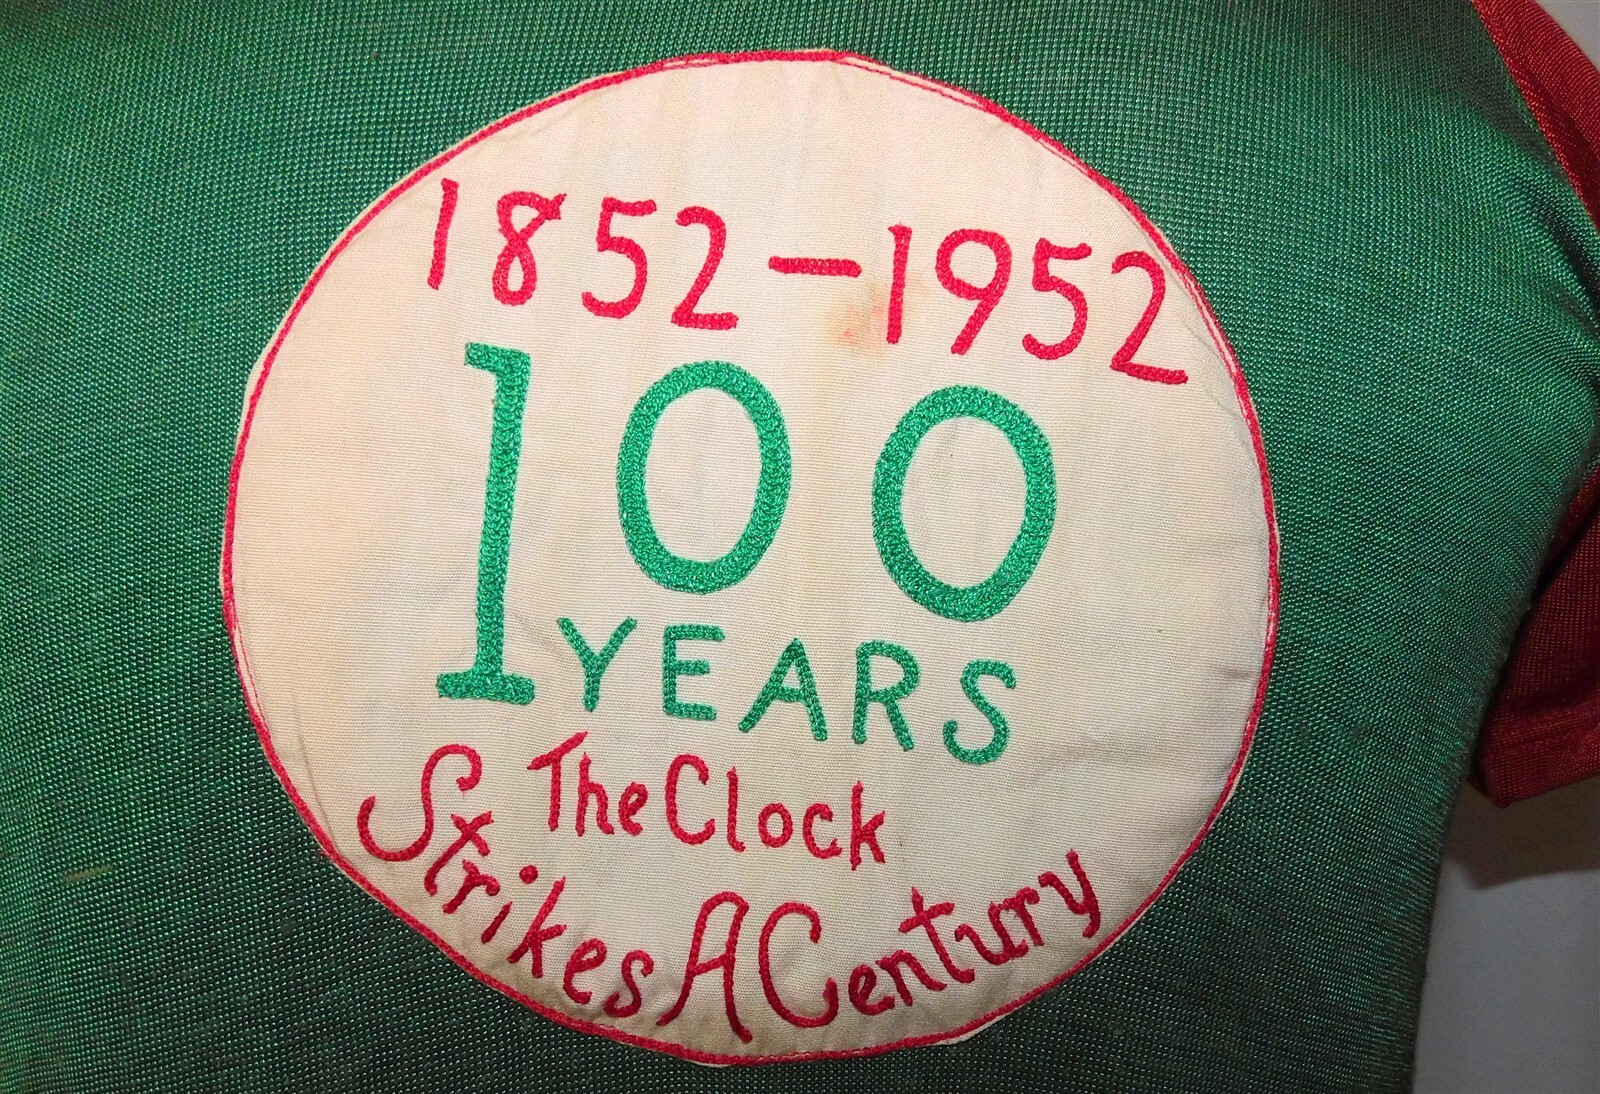 1852-1952
100
YEARS
The Clock
Strikes A Century